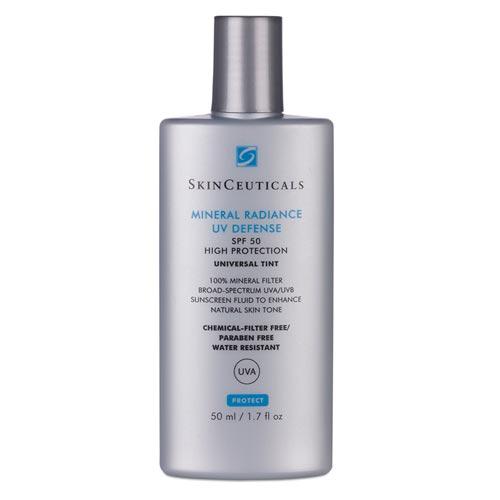 SKINCEUTICALS
MINERAL RADIANCE
UV DEFENSE
SPF 50
HIGH PROTECTION
UNIVERSAL TINT
100% MINERAL FILTER
BROAD-SPECTRUM UVA/UVB
SUNSCREEN FLUID TO ENHANCE
NATURAL SKIN TONE
CHEMICAL-FILTER FREE/
PARABEN FREE
WATER RESISTANT
UVA
PROTECT
50 ml / 1.7 fl oz